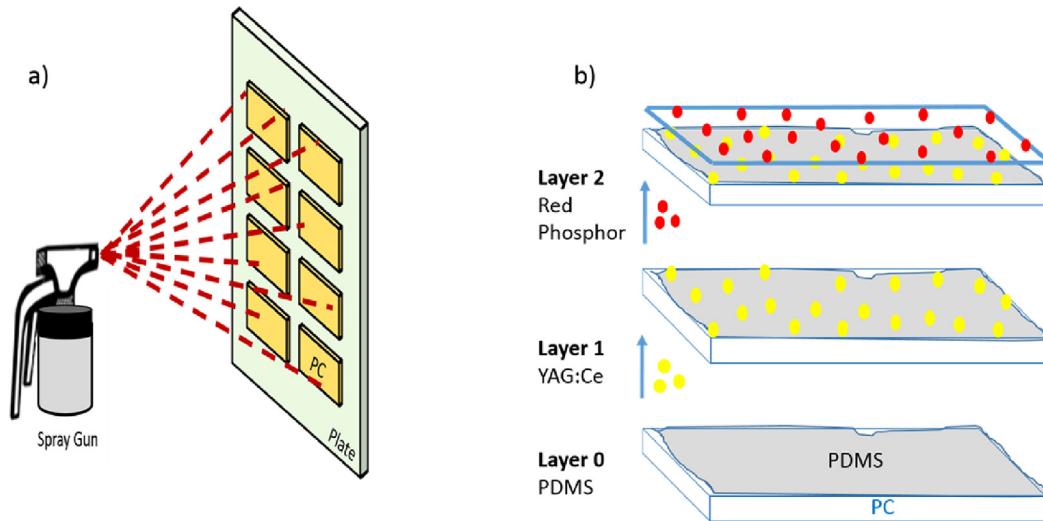 a)
PC
Plate
Spray Gun
b)
Layer 2
Red
Phosphor
Layer 1
YAG:Ce
Layer 0
PDMS
PDMS
PC